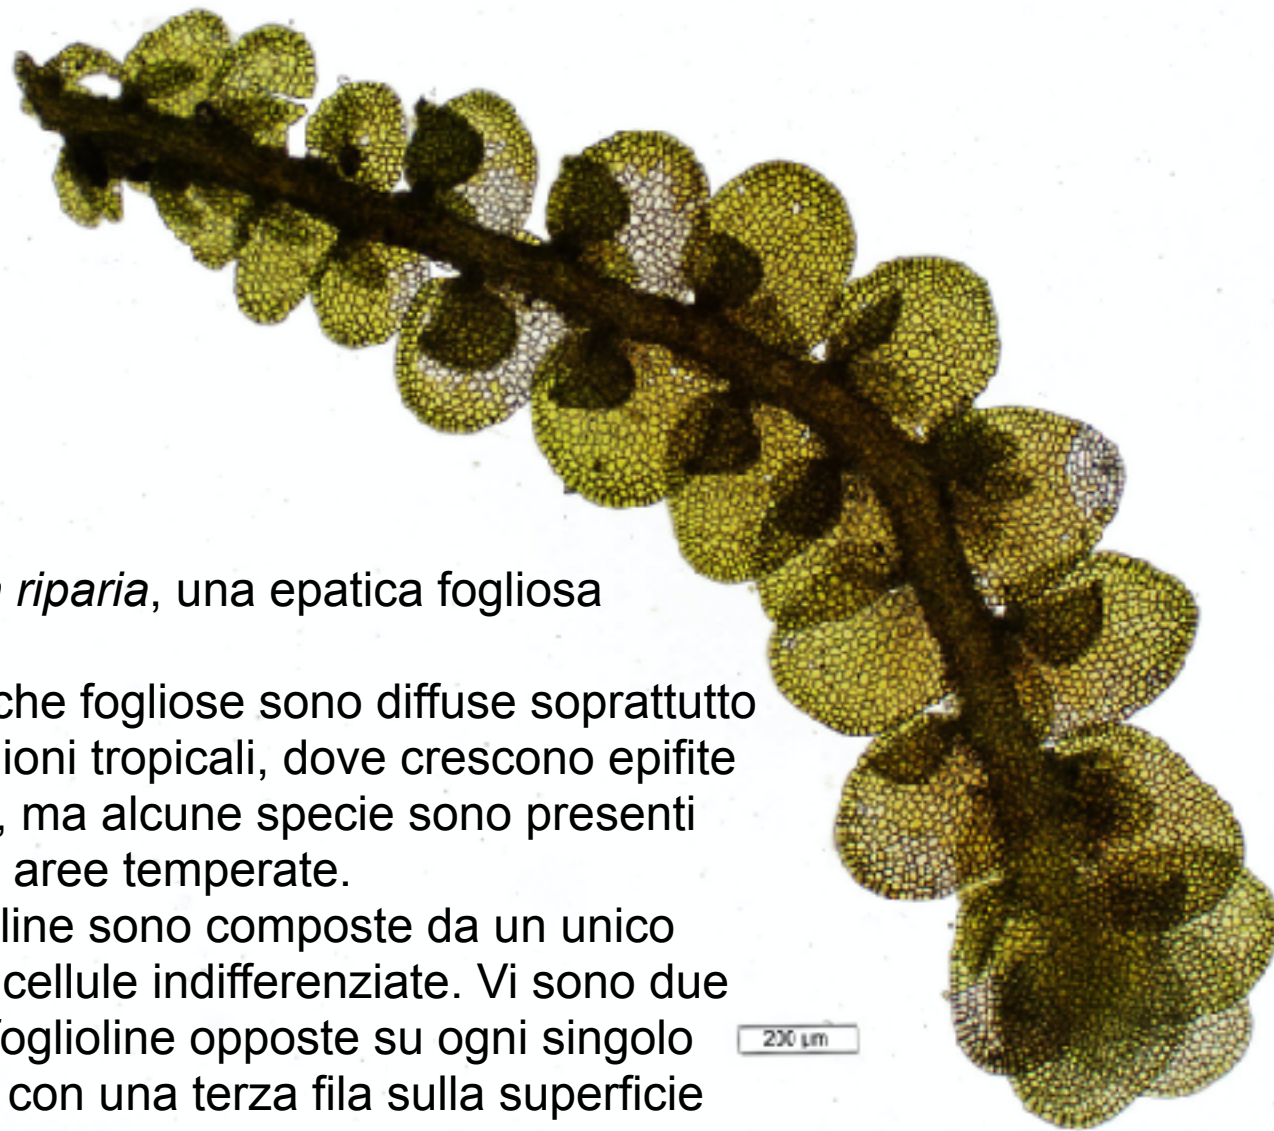 riparia, una epatica fogliosa
che fogliose sono diffuse soprattutto
ioni tropicali, dove crescono epifite
, ma alcune specie sono presenti
aree temperate.
line sono composte da un unico
cellule indifferenziate. Vi sono due
foglioline opposte su ogni singolo
con una terza fila sulla superficie
200 µm